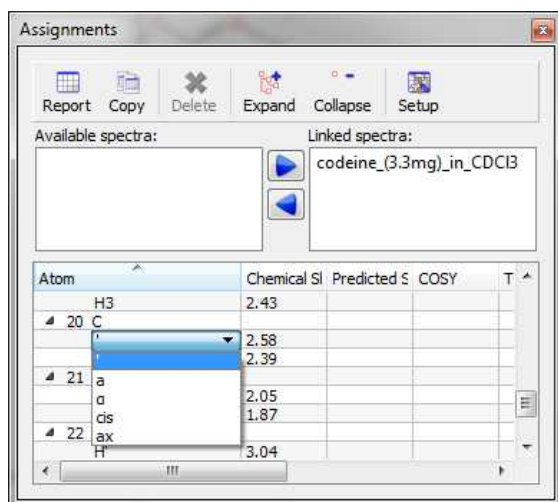 Assignments
Report Copy Delete Expand Collapse Setup
Available spectra: Linked spectra:
codeine_(3.3mg)_in_CDCl3
Atom Chemical Sl Predicted S COSY T
H3 2.43
20 C
' 2.58
' 2.39
21
a
α 2.05
cis 1.87
22 ax
H' 3.04